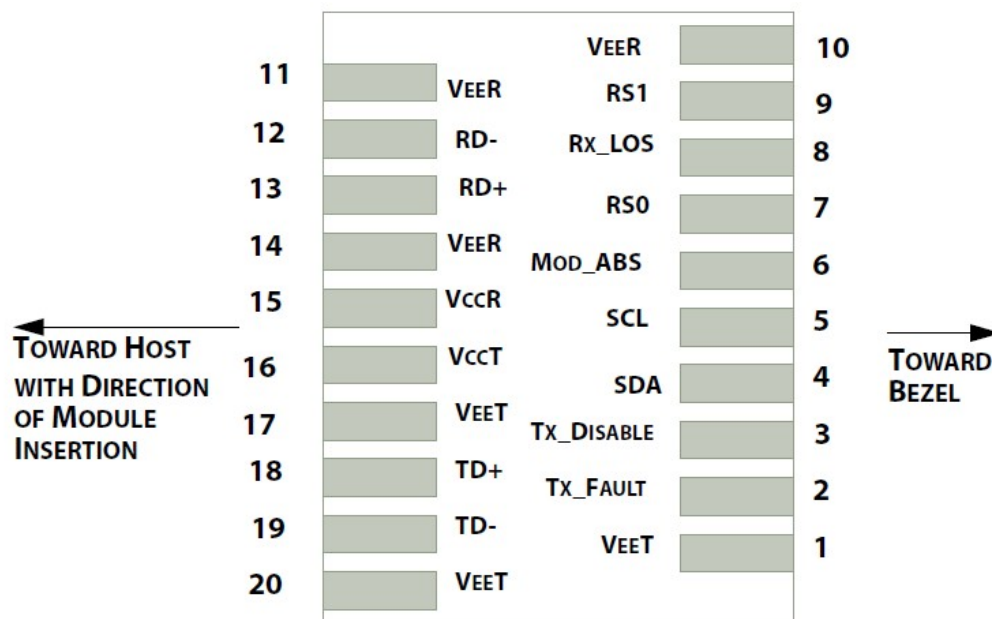 11 VEER
12 RD-
13 RD+
14 VEER
15 VCCR
16 VCCT
17 VEET
18 TD+
19 TD-
20 VEET
VEER 10
RS1 9
RX_LOS 8
RS0 7
MOD_ABS 6
SCL 5
SDA 4
TX_DISABLE 3
TX_FAULT 2
VEET 1
TOWARD HOST
WITH DIRECTION
OF MODULE
INSERTION
TOWARD
BEZEL